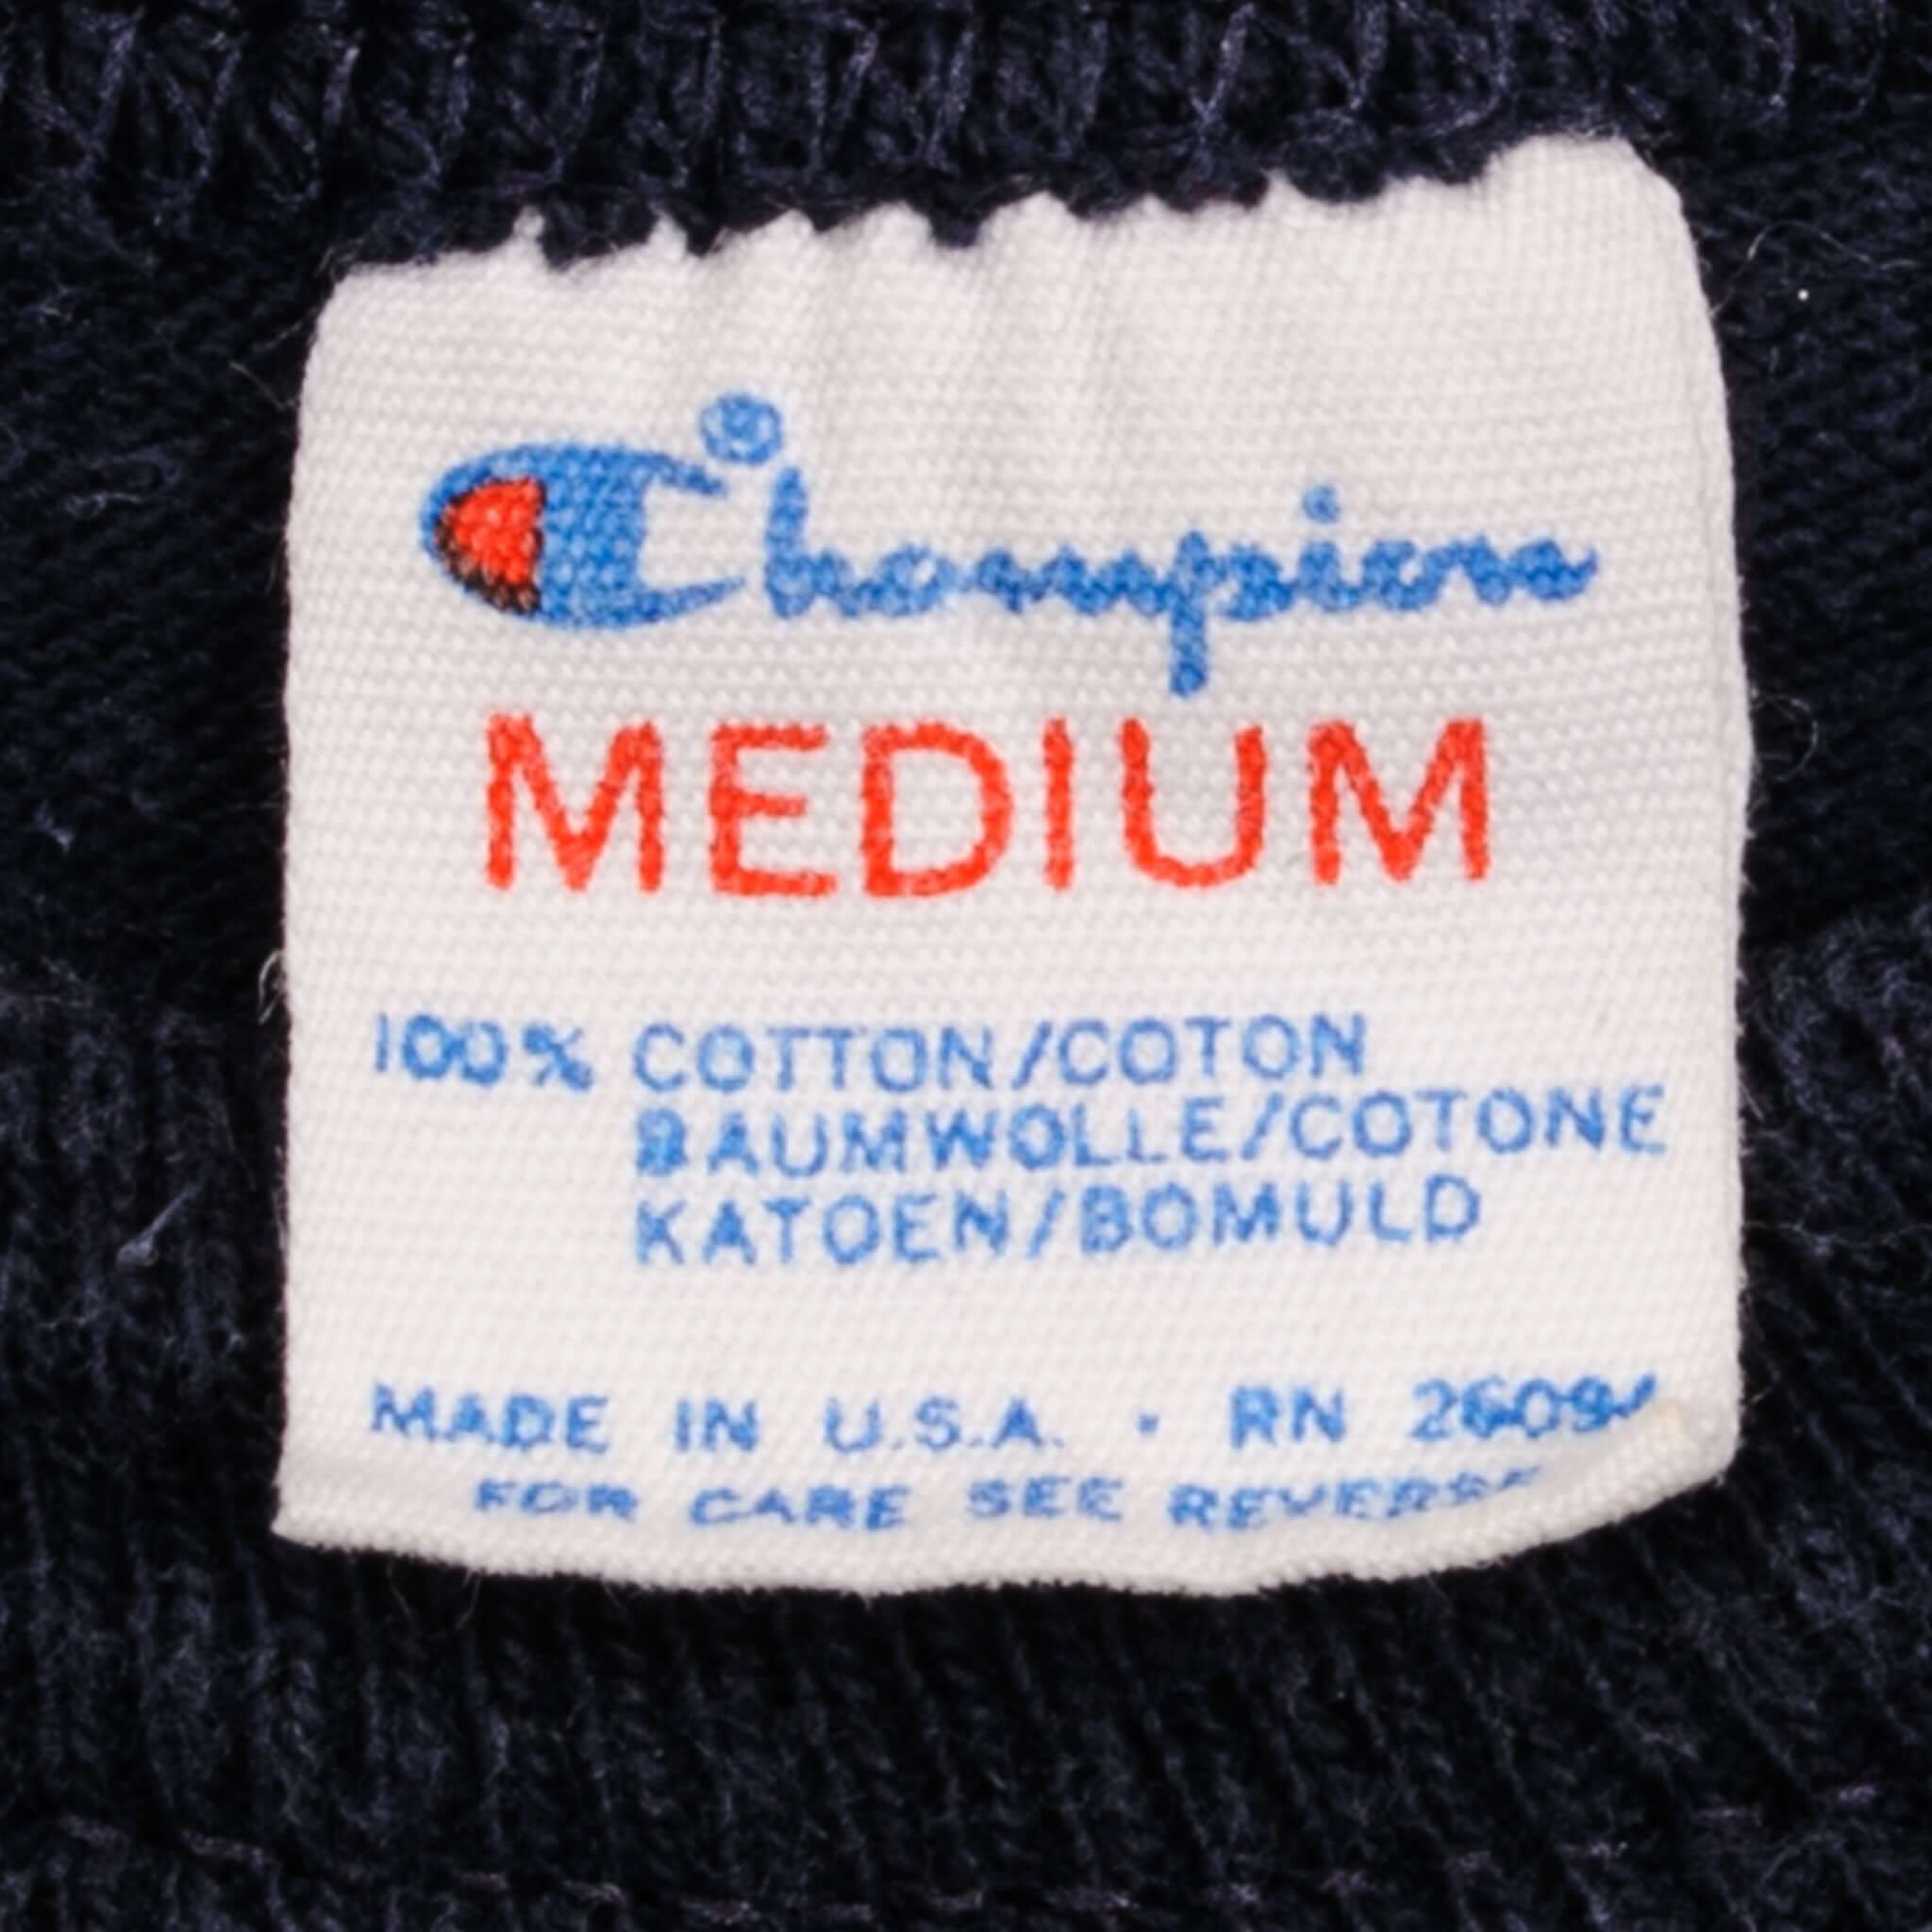 Champion®
MEDIUM
100% COTTON/COTON
BAUMWOLLE/COTONE
KATOEN/BOMULD
MADE IN U.S.A. • RN 26094
FOR CARE SEE REVERSE